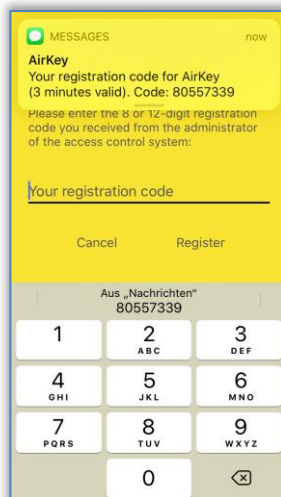 MESSAGES now
AirKey
Your registration code for AirKey
(3 minutes valid). Code: 80557339
Please enter the 8 or 12-digit registration
code you received from the administrator
of the access control system:
Your registration code
Cancel Register
Aus „Nachrichten“
80557339
1 2 3
ABC DEF
4 5 6
GHI JKL MNO
7 8 9
PQRS TUV WXYZ
0